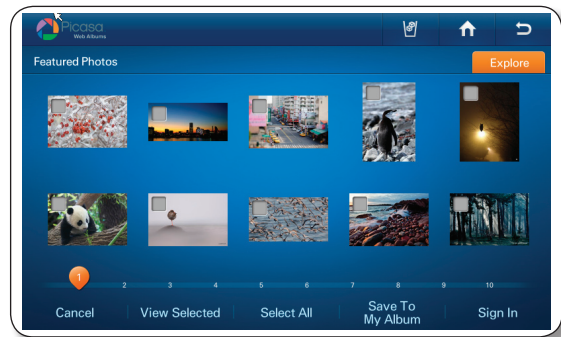 Picasa
Web Albums
Featured Photos
Explore
1 2 3 4 5 6 7 8 9 10
Cancel
View Selected
Select All
Save To
My Album
Sign In